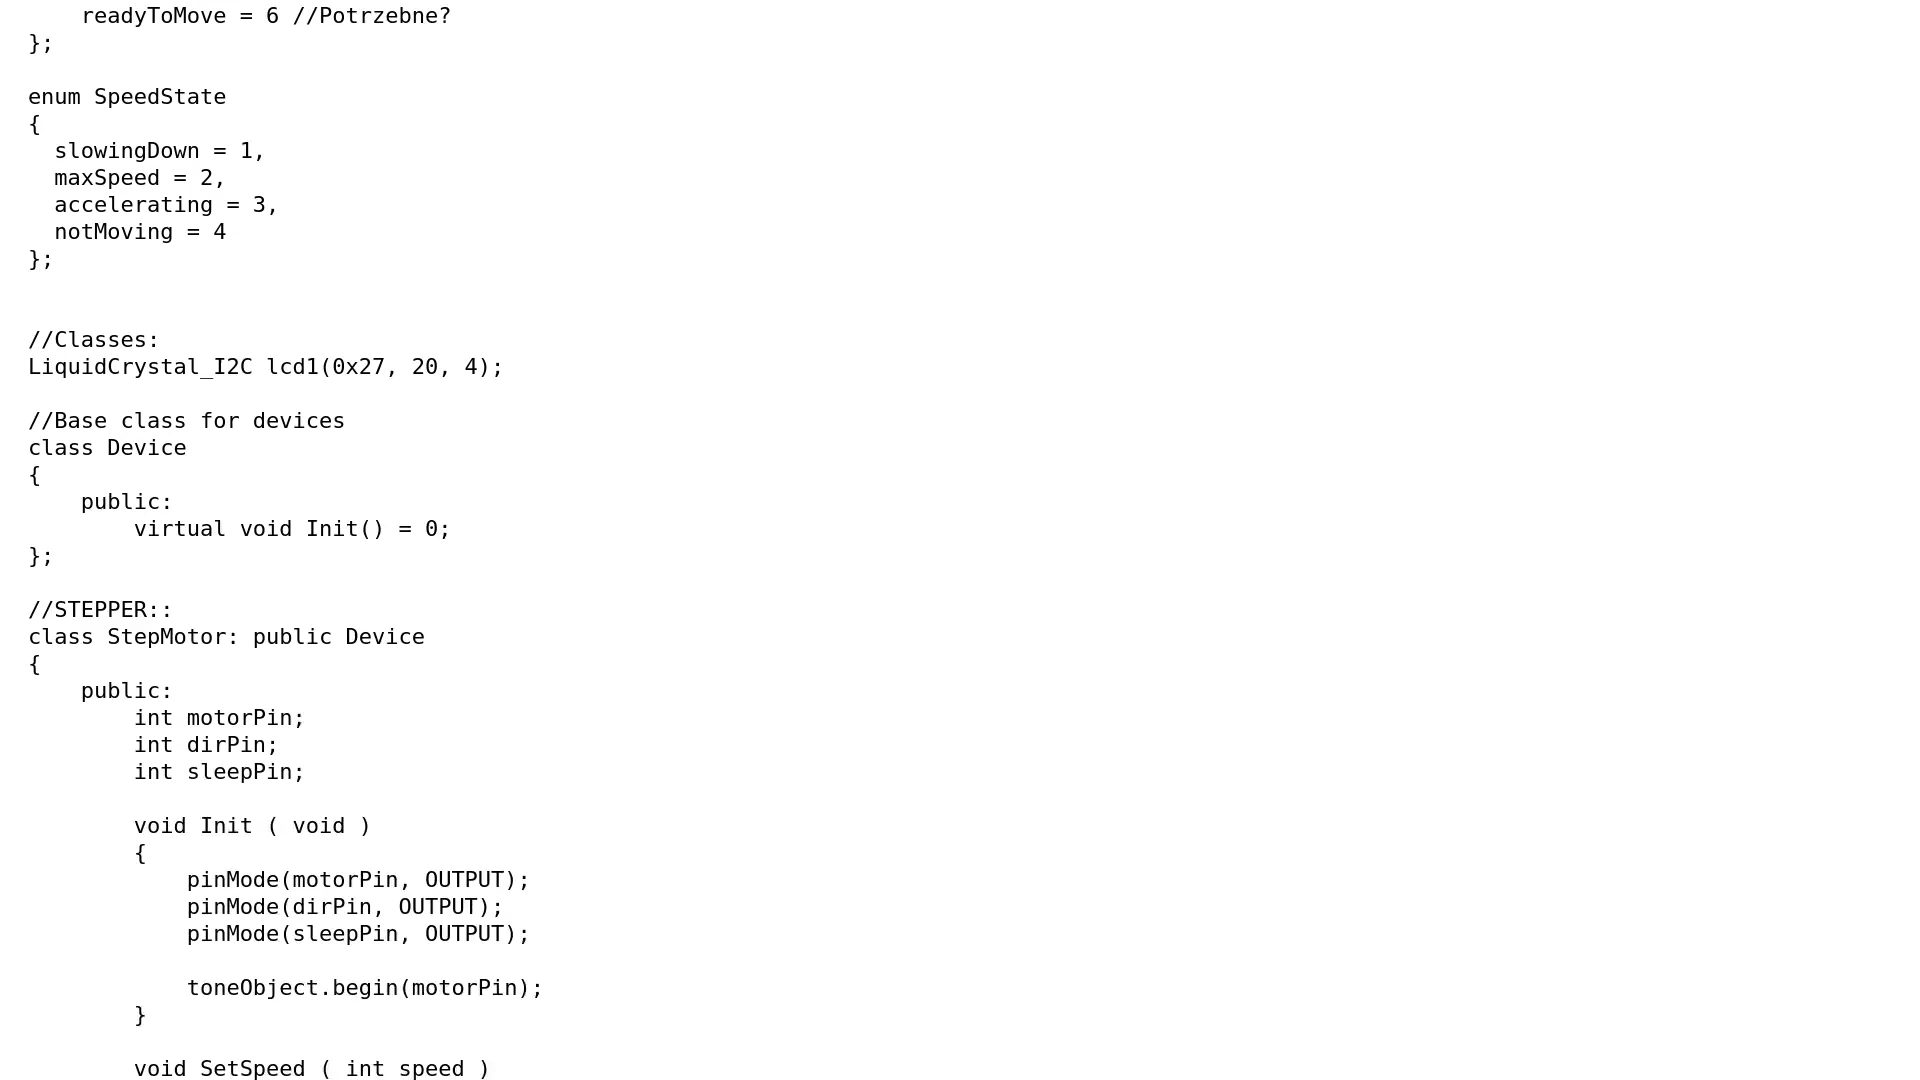 readyToMove = 6 //Potrzebne?
};
enum SpeedState
{
slowingDown = 1,
maxSpeed = 2,
accelerating = 3,
notMoving = 4
};
//Classes:
LiquidCrystal_I2C lcd1(0x27, 20, 4);
//Base class for devices
class Device
{
public:
virtual void Init() = 0;
};
//STEPPER::
class StepMotor: public Device
{
public:
int motorPin;
int dirPin;
int sleepPin;
void Init ( void )
{
pinMode(motorPin, OUTPUT);
pinMode(dirPin, OUTPUT);
pinMode(sleepPin, OUTPUT);
toneObject.begin(motorPin);
}
void SetSpeed ( int speed )